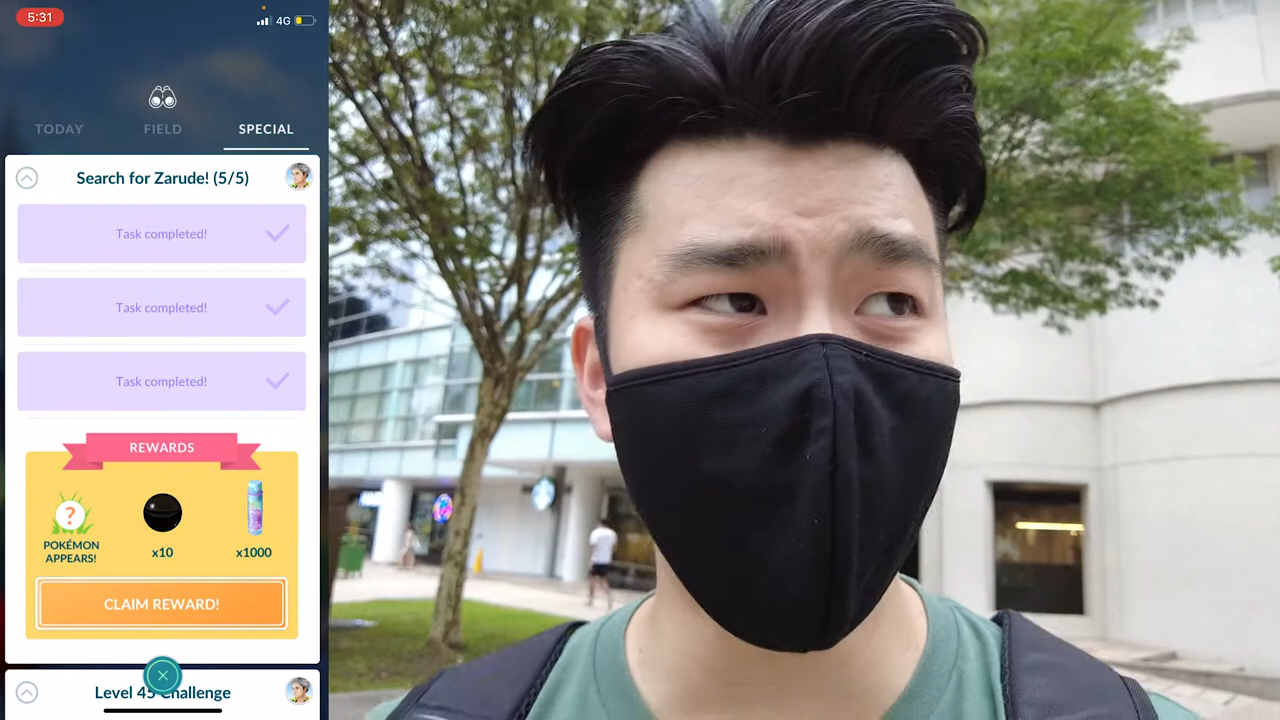 5:31
4G
TODAY
FIELD
SPECIAL
Search for Zarude! (5/5)
Task completed!
Task completed!
Task completed!
REWARDS
POKÉMON
APPEARS!
x10
x1000
CLAIM REWARD!
Level 45 Challenge